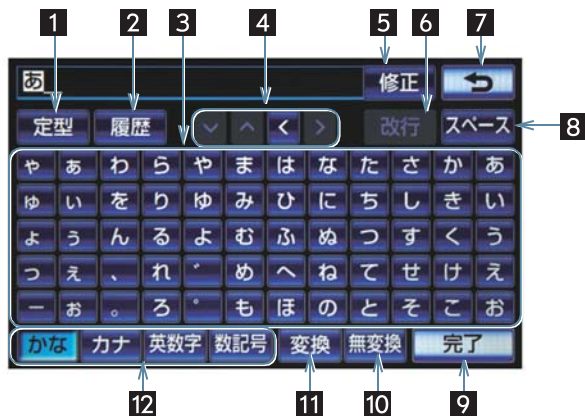 1 2 3 4 5 6 7
あ 修正
定型 履歴 ∨ ∧ < > 改行 スペース 8
ゃ ぁ わ ら や ま は な た さ か あ
ゅ ぃ を り ゆ み ひ に ち し き い
ょ ぅ ん る よ む ふ ぬ つ す く う
っ ぇ 、 れ ゛ め へ ね て せ け え
ー ぉ 。 ろ ゜ も ほ の と そ こ お
かな カナ 英数字 数記号 変換 無変換 完了
12 11 10 9